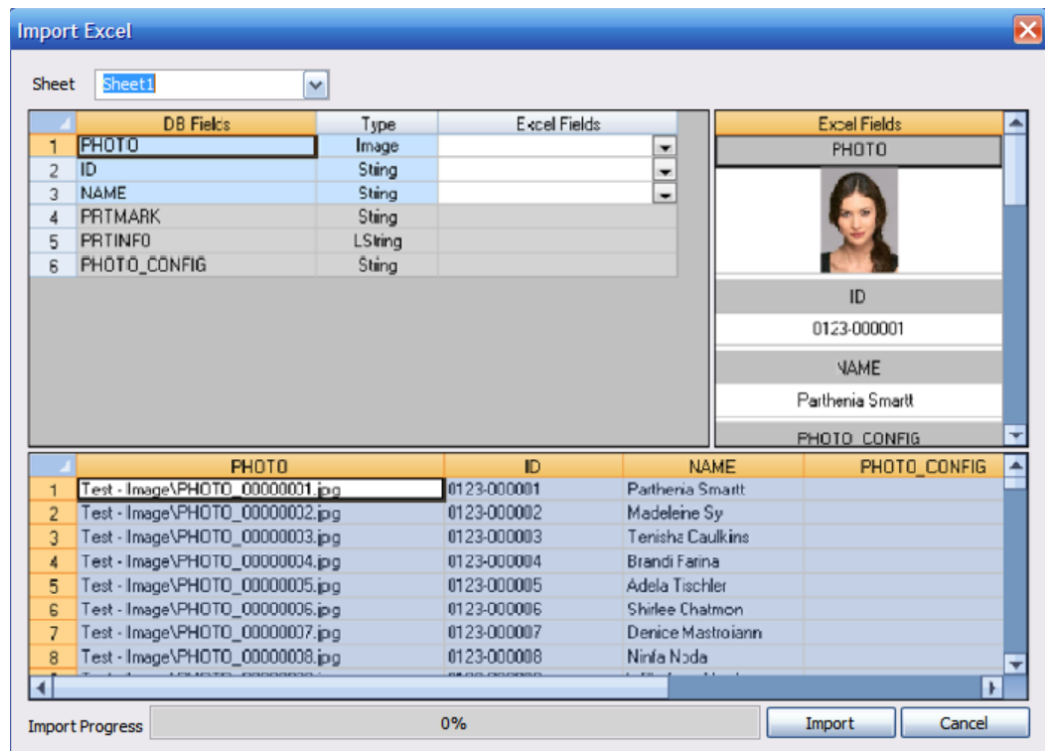 Import Excel
Sheet Sheet1
DB Fields Type Excel Fields
1 PHOTO Image
2 ID String
3 NAME String
4 PRTMARK String
5 PRTINFO LString
6 PHOTO_CONFIG String
Excel Fields
PHOTO
ID
0123-000001
NAME
Parthenia Smartt
PHOTO_CONFIG
PHOTO ID NAME PHOTO_CONFIG
1 Test - Image\PHOTO_00000001.jpg 0123-000001 Parthenia Smartt
2 Test - Image\PHOTO_00000002.jpg 0123-000002 Madeleine Sy
3 Test - Image\PHOTO_00000003.jpg 0123-000003 Tenisha Caulkins
4 Test - Image\PHOTO_00000004.jpg 0123-000004 Brandi Farina
5 Test - Image\PHOTO_00000005.jpg 0123-000005 Adela Tischler
6 Test - Image\PHOTO_00000006.jpg 0123-000006 Shirlee Chatmon
7 Test - Image\PHOTO_00000007.jpg 0123-000007 Denice Mastroiann
8 Test - Image\PHOTO_00000008.jpg 0123-000008 Ninfa Noda
Import Progress 0% Import Cancel